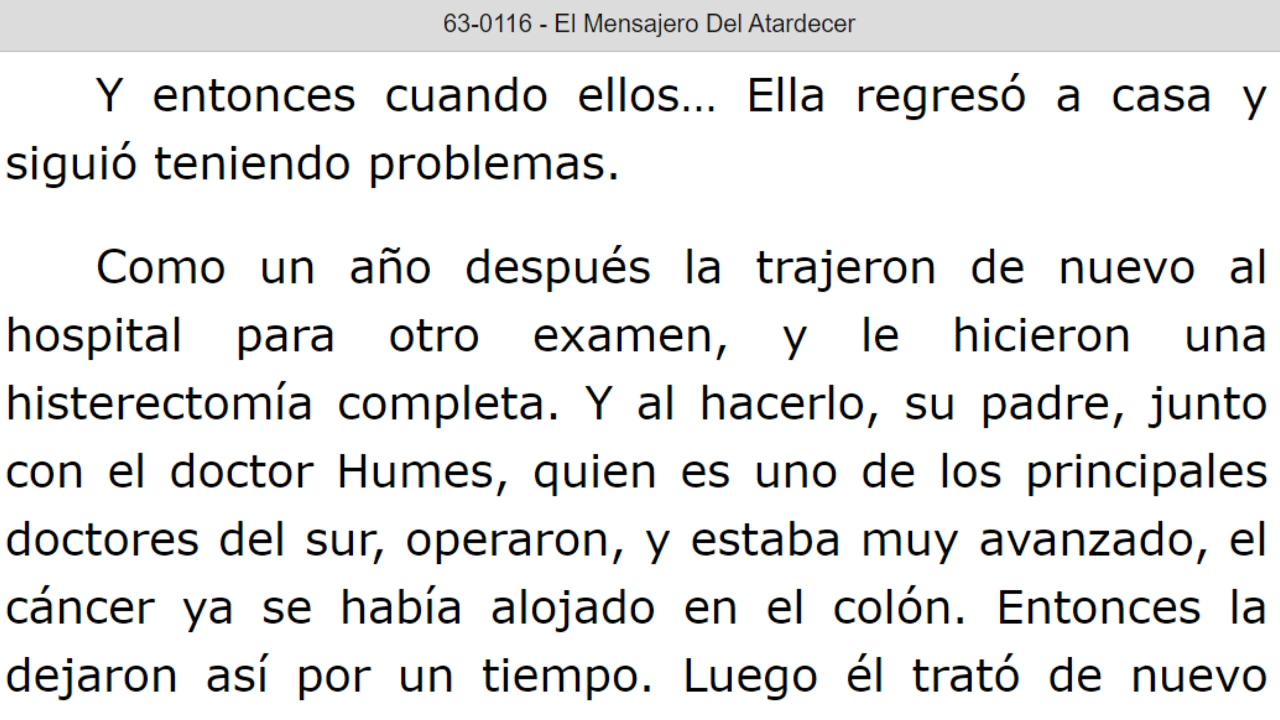 63-0116 - El Mensajero Del Atardecer
Y entonces cuando ellos... Ella regresó a casa y
siguió teniendo problemas.
Como un año después la trajeron de nuevo al
hospital para otro examen, y le hicieron una
histerectomía completa. Y al hacerlo, su padre, junto
con el doctor Humes, quien es uno de los principales
doctores del sur, operaron, y estaba muy avanzado, el
cáncer ya se había alojado en el colón. Entonces la
dejaron así por un tiempo. Luego él trató de nuevo